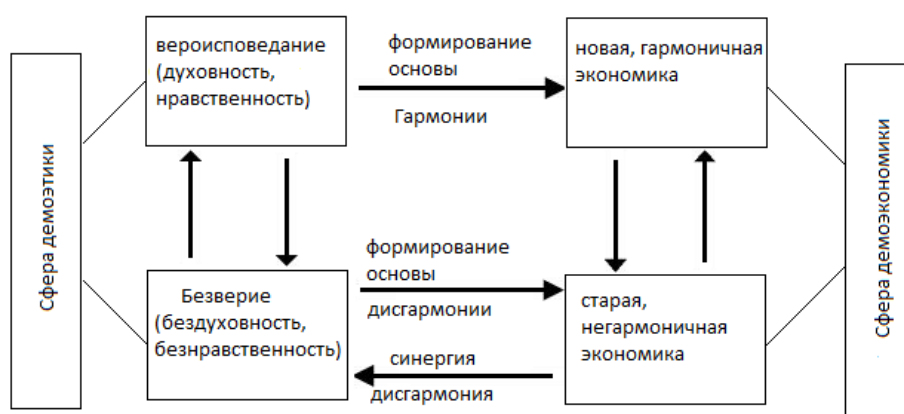 Сфера демоэтики
вероисповедание
(духовность,
нравственность)
формирование
основы
Гармонии
новая, гармоничная
экономика
Безверие
(бездуховность,
безнравственность)
формирование
основы
дисгармонии
синергия
дисгармония
старая,
негармоничная
экономика
Сфера демоэкономики